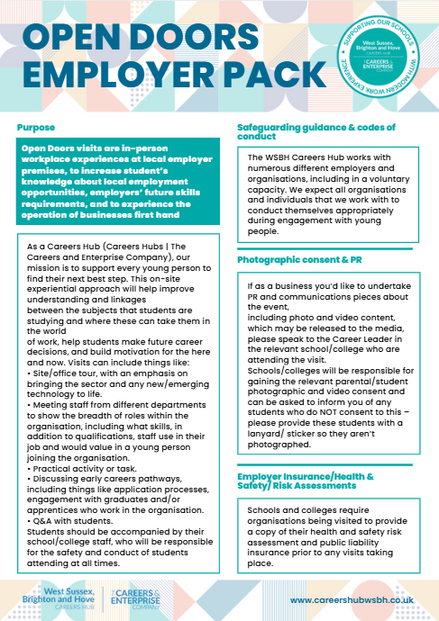 OPEN DOORS
EMPLOYER PACK
SUPPORTING OUR SCHOOLS
West Sussex,
Brighton and Hove
CAREERS HUB
THE CAREERS &
ENTERPRISE
COMPANY
WITH MODERN WORK EXPERIENCE
Purpose
Open Doors visits are in-person
workplace experiences at local employer
premises, to increase student's
knowledge about local employment
opportunities, employers' future skills
requirements, and to experience the
operation of businesses first hand
As a Careers Hub (Careers Hubs | The
Careers and Enterprise Company), our
mission is to support every young person to
find their next best step. This on-site
experiential approach will help improve
understanding and linkages
between the subjects that students are
studying and where these can take them in
the world
of work, help students make future career
decisions, and build motivation for the here
and now. Visits can include things like:
• Site/office tour, with an emphasis on
bringing the sector and any new/emerging
technology to life.
• Meeting staff from different departments
to show the breadth of roles within the
organisation, including what skills, in
addition to qualifications, staff use in their
job and would value in a young person
joining the organisation.
• Practical activity or task.
• Discussing early careers pathways,
including things like application processes,
engagement with graduates and/or
apprentices who work in the organisation.
• Q&A with students.
Students should be accompanied by their
school/college staff, who will be responsible
for the safety and conduct of students
attending at all times.
Safeguarding guidance & codes of
conduct
The WSBH Careers Hub works with
numerous different employers and
organisations, including in a voluntary
capacity. We expect all organisations
and individuals that we work with to
conduct themselves appropriately
during engagement with young
people.
Photographic consent & PR
If as a business you'd like to undertake
PR and communications pieces about
the event,
including photo and video content,
which may be released to the media,
please speak to the Career Leader in
the relevant school/college who are
attending the visit.
Schools/colleges will be responsible for
gaining the relevant parental/student
photographic and video consent and
can be asked to inform you of any
students who do NOT consent to this –
please provide these students with a
lanyard/ sticker so they aren't
photographed.
Employer Insurance/Health &
Safety/ Risk Assessments
Schools and colleges require
organisations being visited to provide
a copy of their health and safety risk
assessment and public liability
insurance prior to any visits taking
place.
West Sussex,
Brighton and Hove
CAREERS HUB
THE CAREERS &
ENTERPRISE
COMPANY
www.careershubwsbh.co.uk